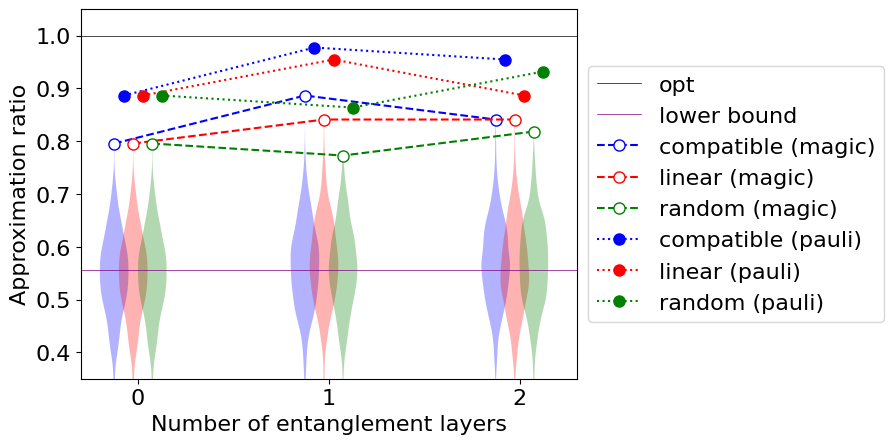 1.0
0.9
0.8
0.7
0.6
0.5
0.4
Approximation ratio
0 1 2
Number of entanglement layers
opt
lower bound
compatible (magic)
linear (magic)
random (magic)
compatible (pauli)
linear (pauli)
random (pauli)